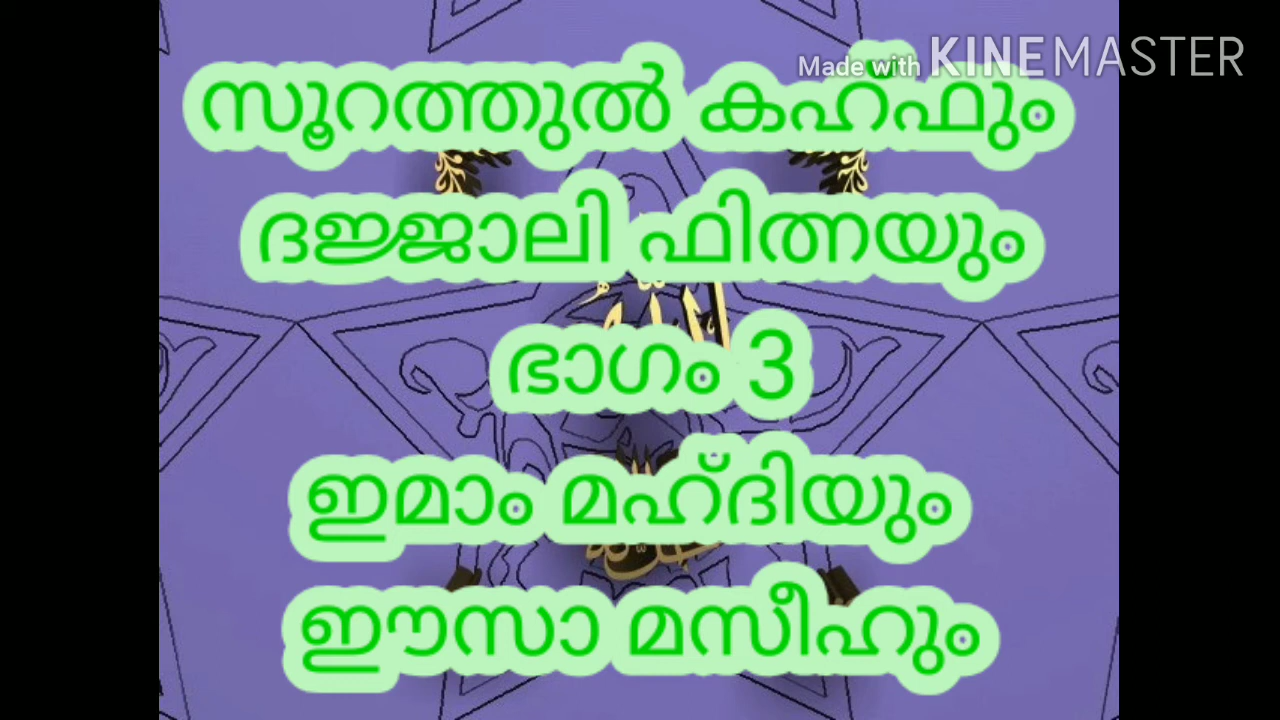 Made with KINEMASTER
സൂറത്തുൽ കഹ്ഫും
ദജ്ജാലി ഫിത്നയും
ഭാഗം 3
ഇമാം മഹ്ദിയും
ഈസാ മസീഹും